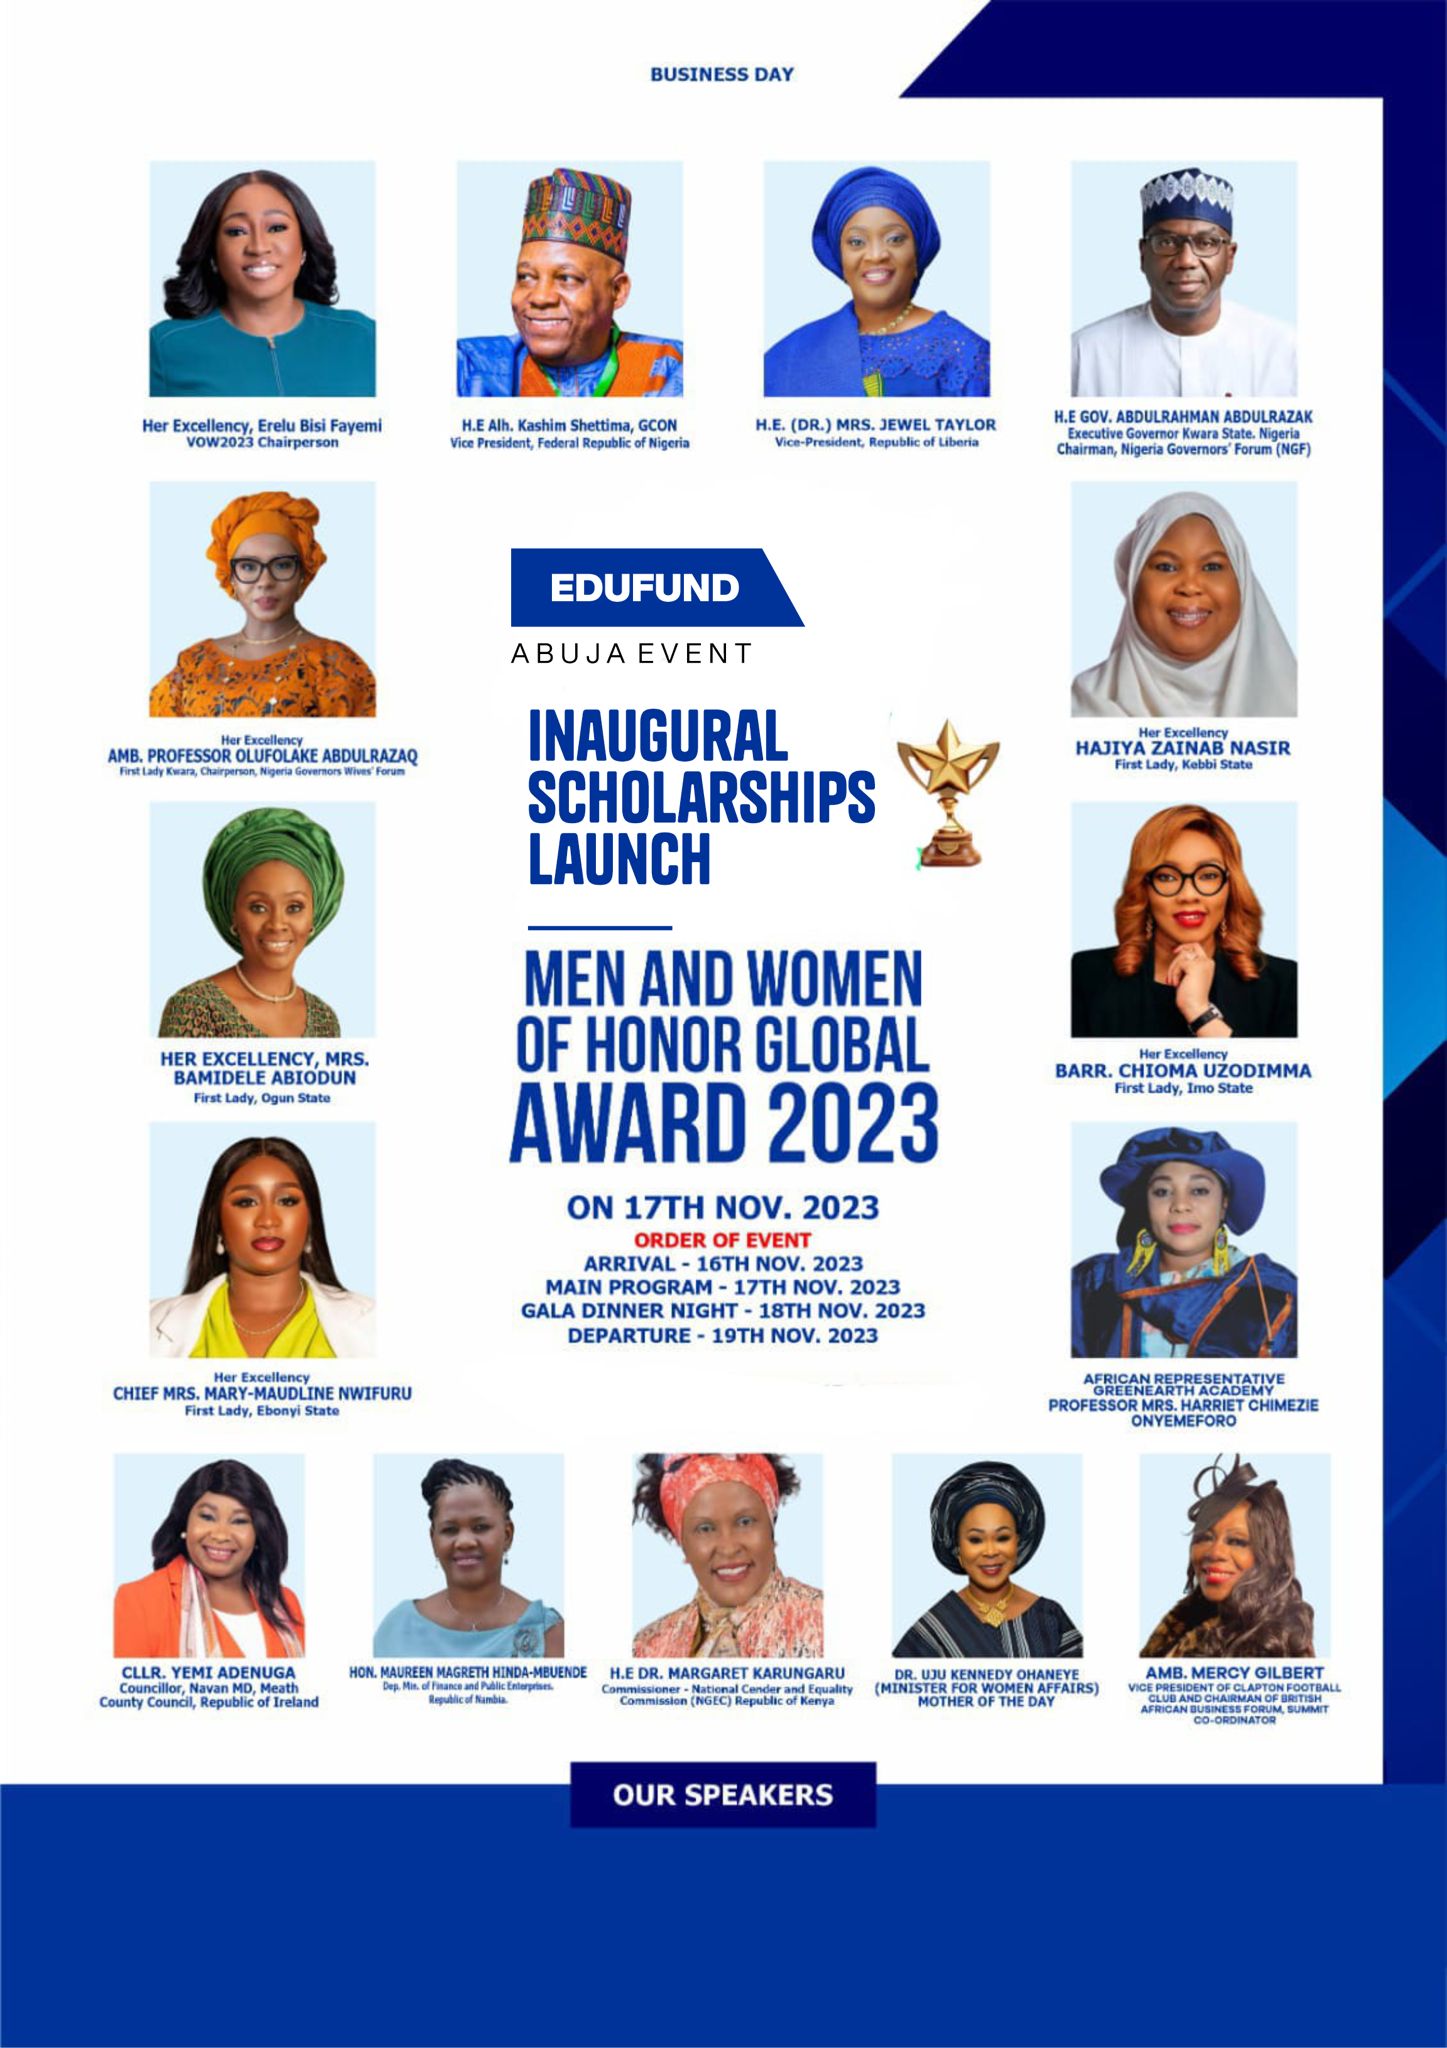 BUSINESS DAY
Her Excellency, Erelu Bisi Fayemi
VOW2023 Chairperson
H.E Alh. Kashim Shettima, GCON
Vice President, Federal Republic of Nigeria
H.E. (DR.) MRS. JEWEL TAYLOR
Vice-President, Republic of Liberia
H.E GOV. ABDULRAHMAN ABDULRAZAK
Executive Governor Kwara State. Nigeria
Chairman, Nigeria Governors' Forum (NGF)
Her Excellency
AMB. PROFESSOR OLUFOLAKE ABDULRAZAQ
First Lady Kwara, Chairperson, Nigeria Governors Wives' Forum
EDUFUND
ABUJA EVENT
INAUGURAL
SCHOLARSHIPS
LAUNCH
Her Excellency
HAJIYA ZAINAB NASIR
First Lady, Kebbi State
HER EXCELLENCY, MRS.
BAMIDELE ABIODUN
First Lady, Ogun State
MEN AND WOMEN
OF HONOR GLOBAL
AWARD 2023
Her Excellency
BARR. CHIOMA UZODIMMA
First Lady, Imo State
ON 17TH NOV. 2023
ORDER OF EVENT
ARRIVAL - 16TH NOV. 2023
MAIN PROGRAM - 17TH NOV. 2023
GALA DINNER NIGHT - 18TH NOV. 2023
DEPARTURE - 19TH NOV. 2023
Her Excellency
CHIEF MRS. MARY-MAUDLINE NWIFURU
First Lady, Ebonyi State
AFRICAN REPRESENTATIVE
GREENEARTH ACADEMY
PROFESSOR MRS. HARRIET CHIMEZIE
ONYEMEFORO
CLLR. YEMI ADENUGA
Councillor, Navan MD, Meath
County Council, Republic of Ireland
HON. MAUREEN MAGRETH HINDA-MBUENDE
Dep. Min. of Finance and Public Enterprises.
Republic of Nambia.
H.E DR. MARGARET KARUNGARU
Commissioner - National Cender and Equality
Commission (NGEC) Republic of Kenya
DR. UJU KENNEDY OHANEYE
(MINISTER FOR WOMEN AFFAIRS)
MOTHER OF THE DAY
AMB. MERCY GILBERT
VICE PRESIDENT OF CLAPTON FOOTBALL
CLUB AND CHAIRMAN OF BRITISH
AFRICAN BUSINESS FORUM, SUMMIT
CO-ORDINATOR
OUR SPEAKERS